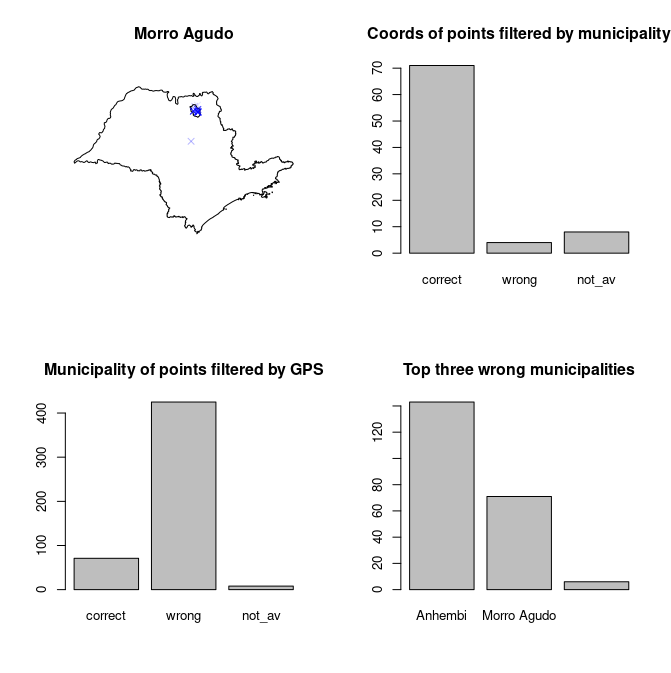 Morro Agudo
Coords of points filtered by municipality
70
60
50
40
30
20
10
0
correct wrong not_av
Municipality of points filtered by GPS
400
300
200
100
0
correct wrong not_av
Top three wrong municipalities
120
80
60
40
20
0
Anhembi Morro Agudo